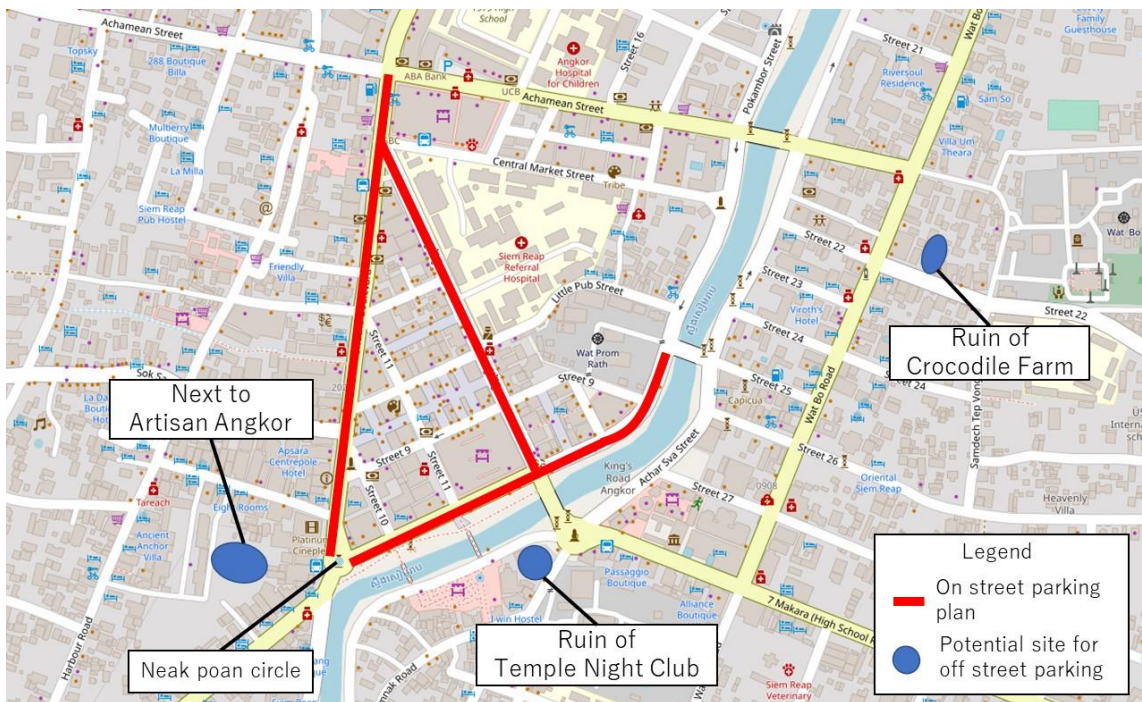 High
School
Achamean Street
Topsky
288 Boutique
Billa
P
ABA Bank
UCB
Angkor
Hospital
for Children
Street 16
Pokambor Street
Street 21
Wat Bo
Family
Guesthouse
Riversoul
Residence
Sam So
Achamean Street
Mulberry
Boutique
La Milla
Villa Um
Theara
Central Market Street
Tribe
Siem Reap
Pub Hostel
@
Siem Reap
Referral
Hospital
Street 22
Wat Bo
Friendly
Villa
Little Pub Street
Street 23
Viroth's
Hotel
Street 22
Wat Prom
Rath
Street 24
Ruin of
Crocodile Farm
Street 11
Street 9
Street 25
Street 24
Capicua
Wat Bo Road
Samdech Tep Vong
Next to
Artisan Angkor
Apsara
Centrepole
Hotel
Street 9
Street 11
Street 10
King's
Road
Angkor
Achar Sva Street
Street 26
Oriental
Siem Reap
Heavenly
Villa
0908
Street 27
Tareach
Eight Rooms
Ancient
Anchor
Villa
Platinum
Cineplex
Passaggio
Boutique
Alliance
Boutique
7 Makara (High School R
Harbour Road
Neak poan circle
Ruin of
Temple Night Club
Siem Reap
Veterinary
Legend
On street parking
plan
Potential site for
off street parking